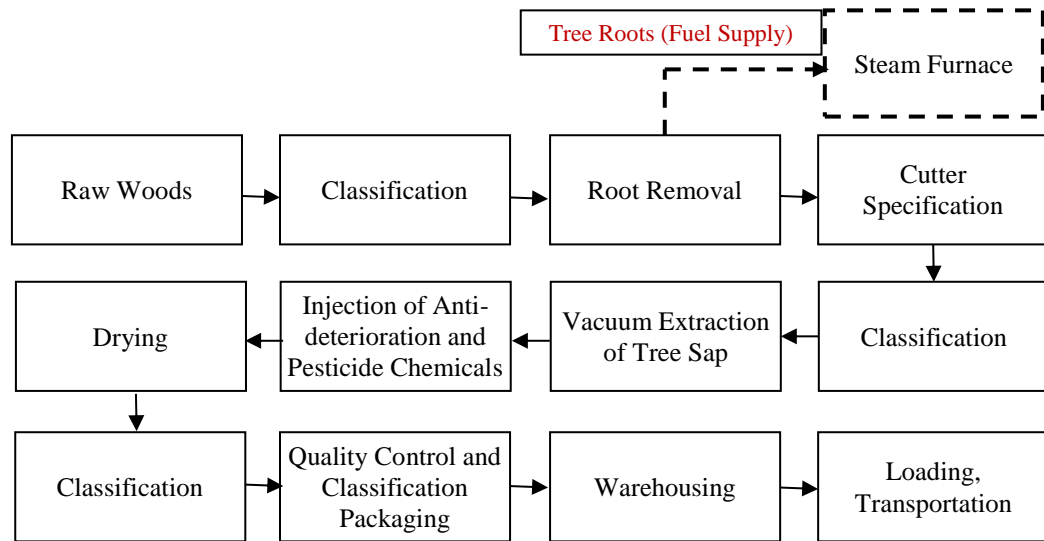 Tree Roots (Fuel Supply)
Steam Furnace
Raw Woods
Classification
Root Removal
Cutter
Specification
Drying
Injection of Anti-
deterioration and
Pesticide Chemicals
Vacuum Extraction
of Tree Sap
Classification
Classification
Quality Control and
Classification
Packaging
Warehousing
Loading,
Transportation